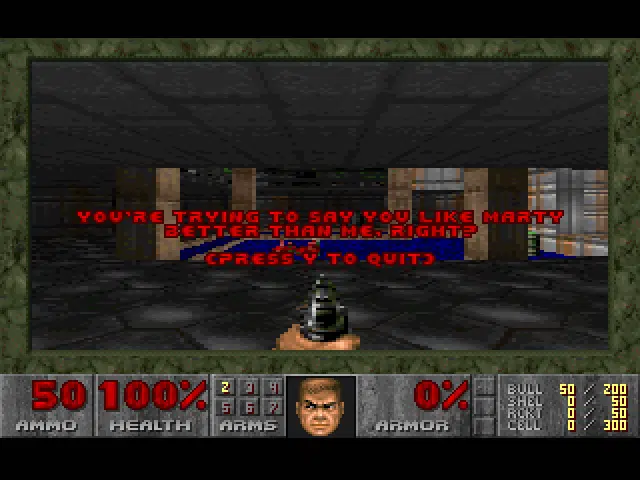 YOU'RE TRYING TO SAY YOU LIKE MARTY
BETTER THAN ME, RIGHT?
(PRESS Y TO QUIT)
50 100% 2 3 4 0% BULL 50 / 200
5 6 7 SHEL 0 / 50
RCKT 0 / 50
AMMO HEALTH ARMS ARMOR CELL 0 / 300